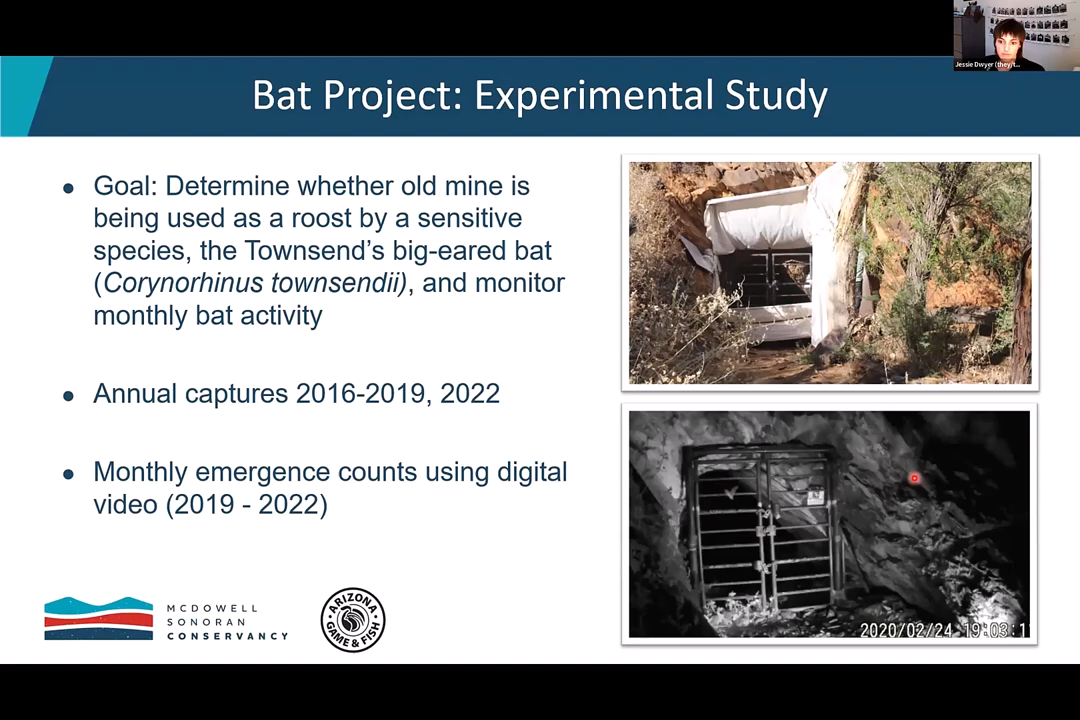 Jessie Dwyer (they/t...
Bat Project: Experimental Study
● Goal: Determine whether old mine is
being used as a roost by a sensitive
species, the Townsend's big-eared bat
(Corynorhinus townsendii), and monitor
monthly bat activity
● Annual captures 2016-2019, 2022
● Monthly emergence counts using digital
video (2019 - 2022)
MCDOWELL
SONORAN
CONSERVANCY
ARIZONA
GAME & FISH
2020/02/24 19:03:1